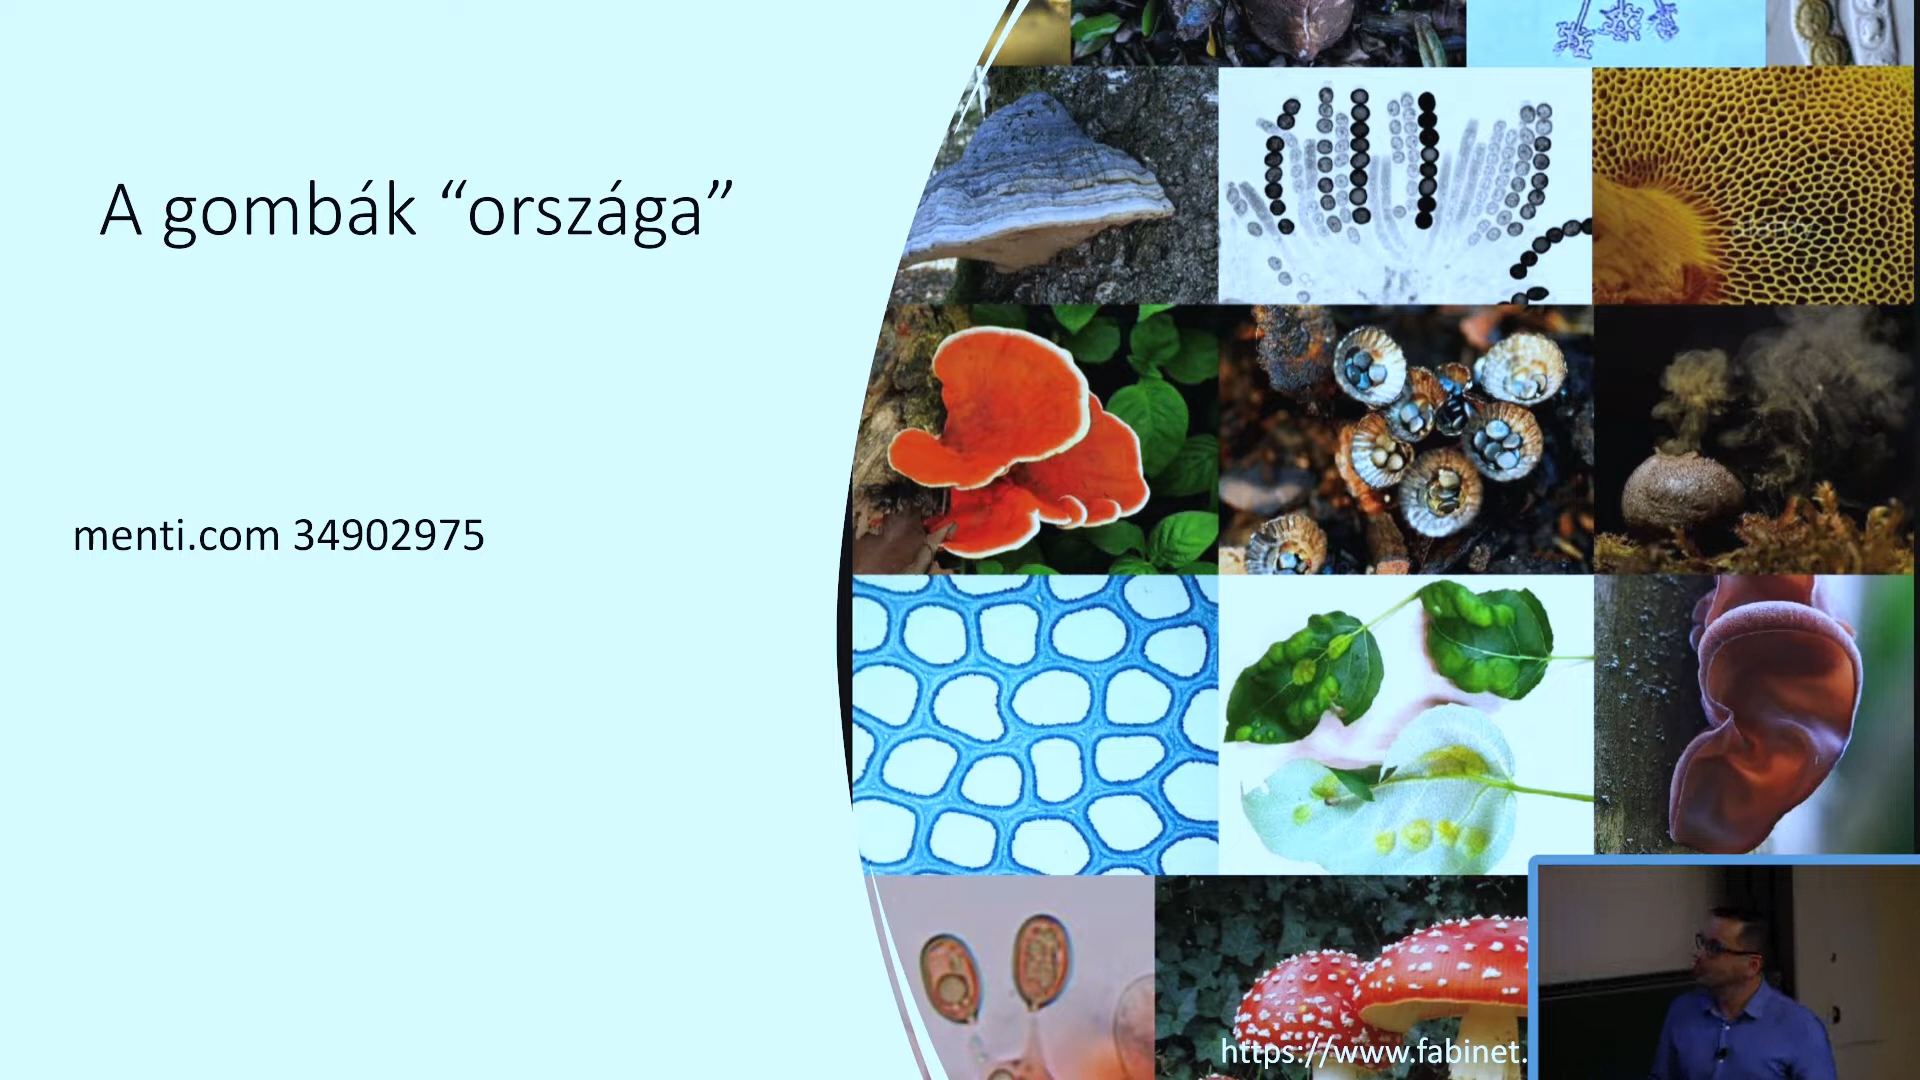 A gombák “országa”
menti.com 34902975
https://www.fabinet.